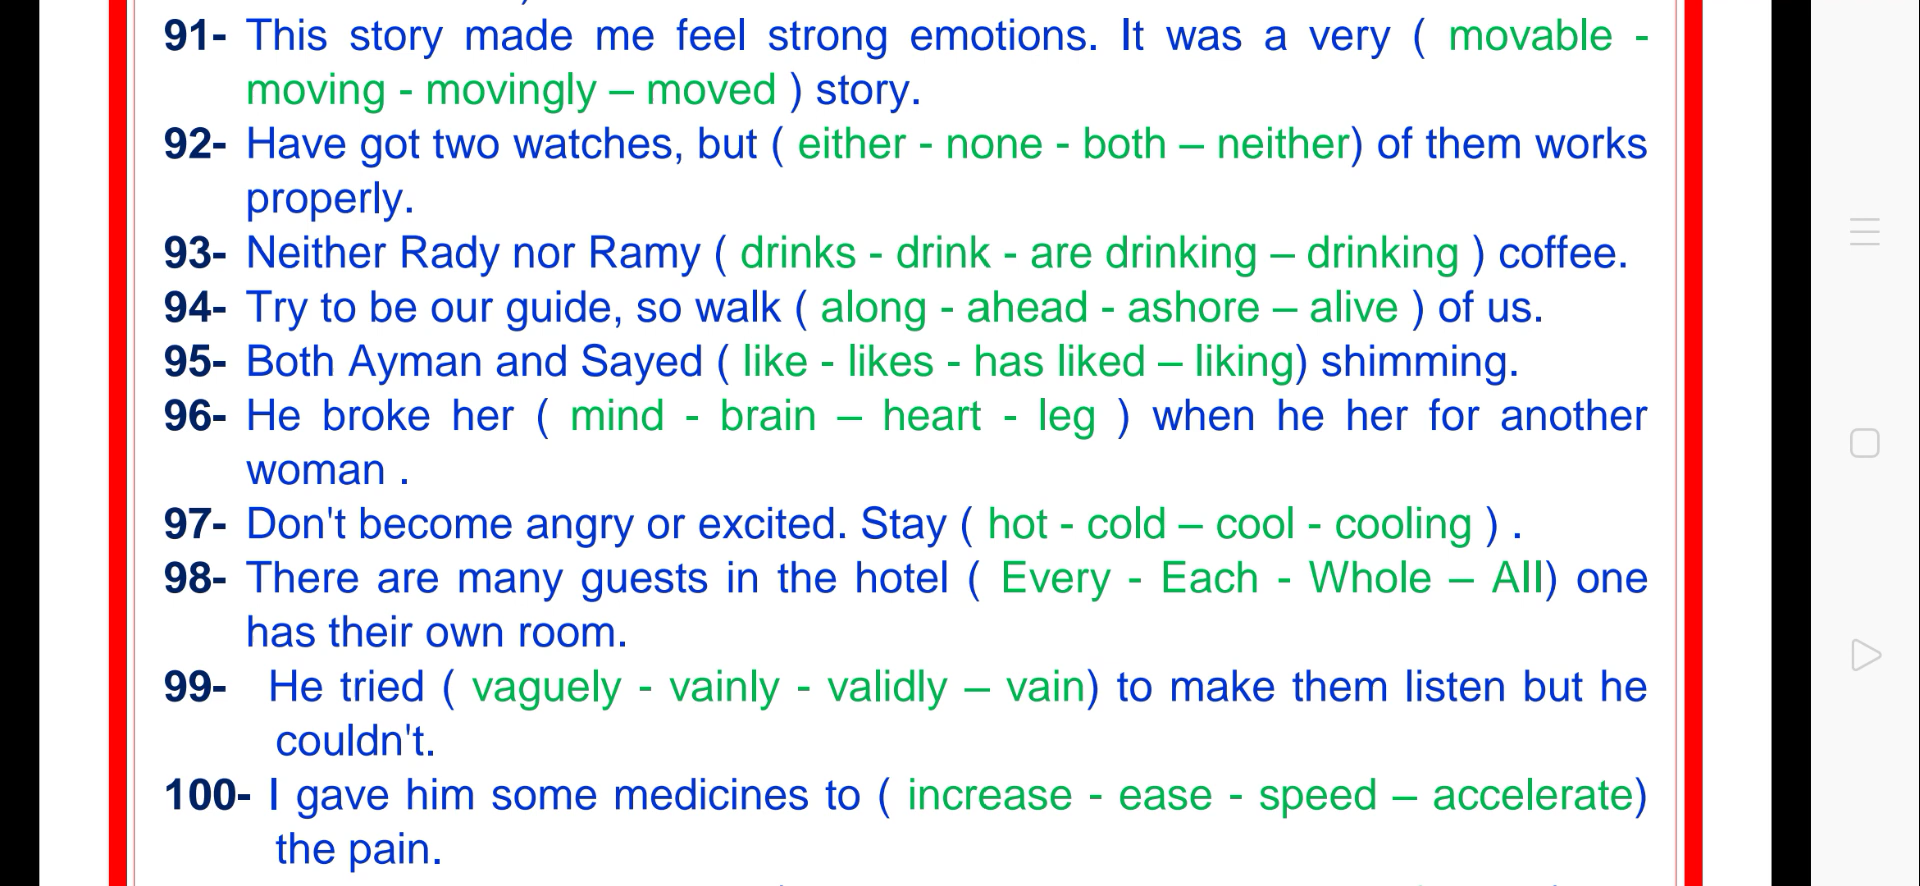 91- This story made me feel strong emotions. It was a very ( movable -
moving - movingly – moved ) story.
92- Have got two watches, but ( either - none - both – neither) of them works
properly.
93- Neither Rady nor Ramy ( drinks - drink - are drinking – drinking ) coffee.
94- Try to be our guide, so walk ( along - ahead - ashore – alive ) of us.
95- Both Ayman and Sayed ( like - likes - has liked – liking) shimming.
96- He broke her ( mind - brain – heart - leg ) when he her for another
woman .
97- Don't become angry or excited. Stay ( hot - cold – cool - cooling ) .
98- There are many guests in the hotel ( Every - Each - Whole – All) one
has their own room.
99- He tried ( vaguely - vainly - validly – vain) to make them listen but he
couldn't.
100- I gave him some medicines to ( increase - ease - speed – accelerate)
the pain.